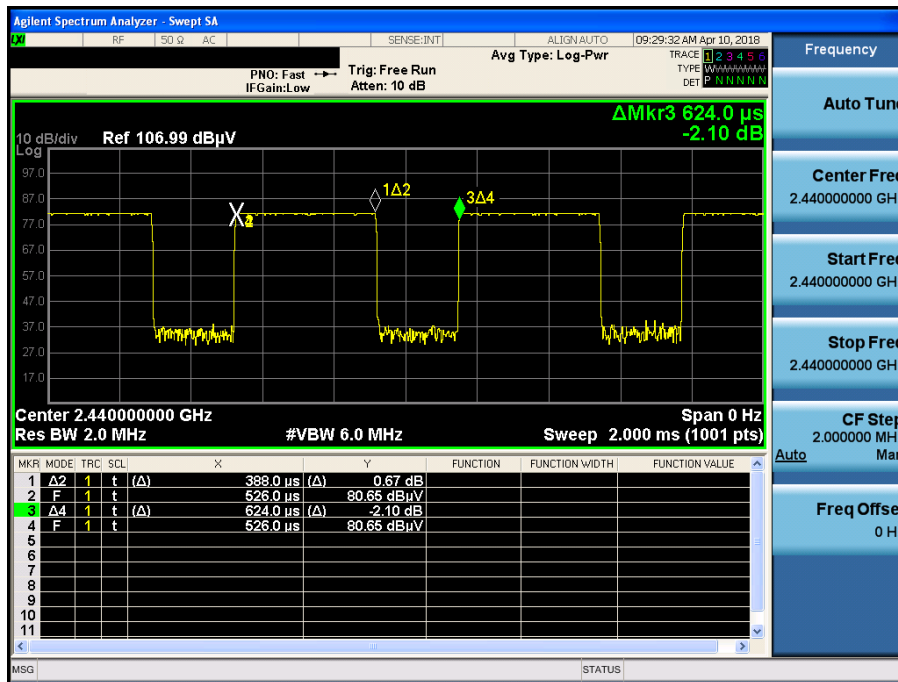 Agilent Spectrum Analyzer - Swept SA
LXI RF 50 Ω AC SENSE:INT ALIGN AUTO 09:29:32 AM Apr 10, 2018
Frequency
Avg Type: Log-Pwr
TRACE 1 2 3 4 5 6
PNO: Fast Trig: Free Run
TYPE WWWWWW
IFGain:Low Atten: 10 dB
DET P N N N N N
Auto Tune
ΔMkr3 624.0 µs
-2.10 dB
10 dB/div Ref 106.99 dBµV
Log
97.0
87.0
77.0
67.0
57.0
47.0
37.0
27.0
17.0
1Δ2
3Δ4
Center Freq
2.440000000 GH
Start Freq
2.440000000 GH
Stop Freq
2.440000000 GH
Center 2.440000000 GHz Span 0 Hz
Res BW 2.0 MHz #VBW 6.0 MHz Sweep 2.000 ms (1001 pts)
CF Step
2.000000 MH
Auto Man
MKR MODE TRC SCL X Y FUNCTION FUNCTION WIDTH FUNCTION VALUE
1 Δ2 1 t (Δ) 388.0 µs (Δ) 0.67 dB
2 F 1 t 526.0 µs 80.65 dBµV
3 Δ4 1 t (Δ) 624.0 µs (Δ) -2.10 dB
4 F 1 t 526.0 µs 80.65 dBµV
5
6
7
8
9
10
11
Freq Offse
0 H
MSG STATUS